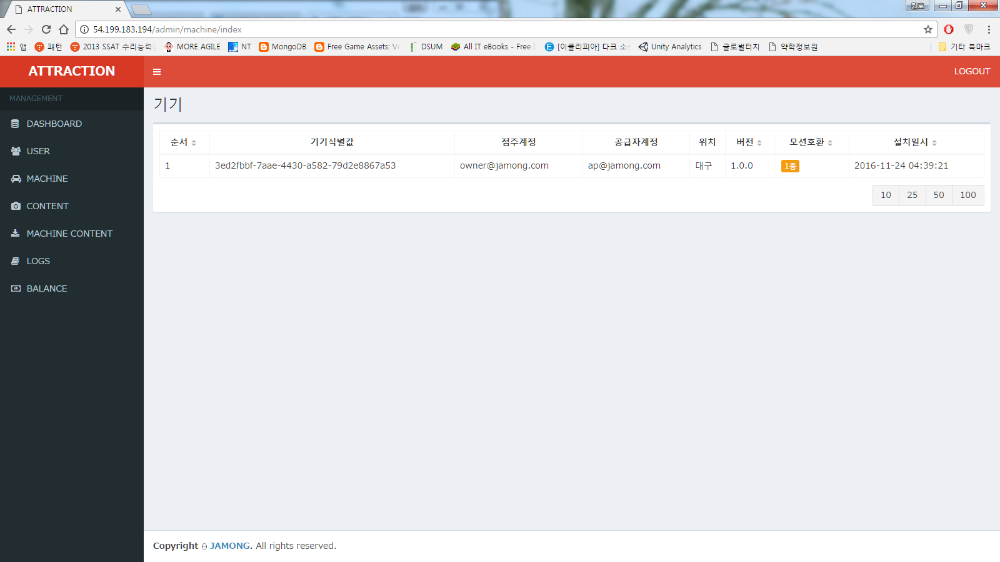 ATTRACTION
원호
54.199.183.194/admin/machine/index
앱
패턴
2013 SSAT 수리능력
MORE AGILE
NT
MongoDB
Free Game Assets:
DSUM
All IT eBooks - Free
[이클리피아] 다크
Unity Analytics
글로벌터치
약학정보원
기타 북마크
ATTRACTION
LOGOUT
MANAGEMENT
DASHBOARD
USER
MACHINE
CONTENT
MACHINE CONTENT
LOGS
BALANCE
기기
순서 기기식별값 점주계정 공급자계정 위치 버전 모션호환 설치일시
1 3ed2fbbf-7aae-4430-a582-79d2e8867a53 owner@jamong.com ap@jamong.com 대구 1.0.0 1종 2016-11-24 04:39:21
10 25 50 100
Copyright JAMONG. All rights reserved.